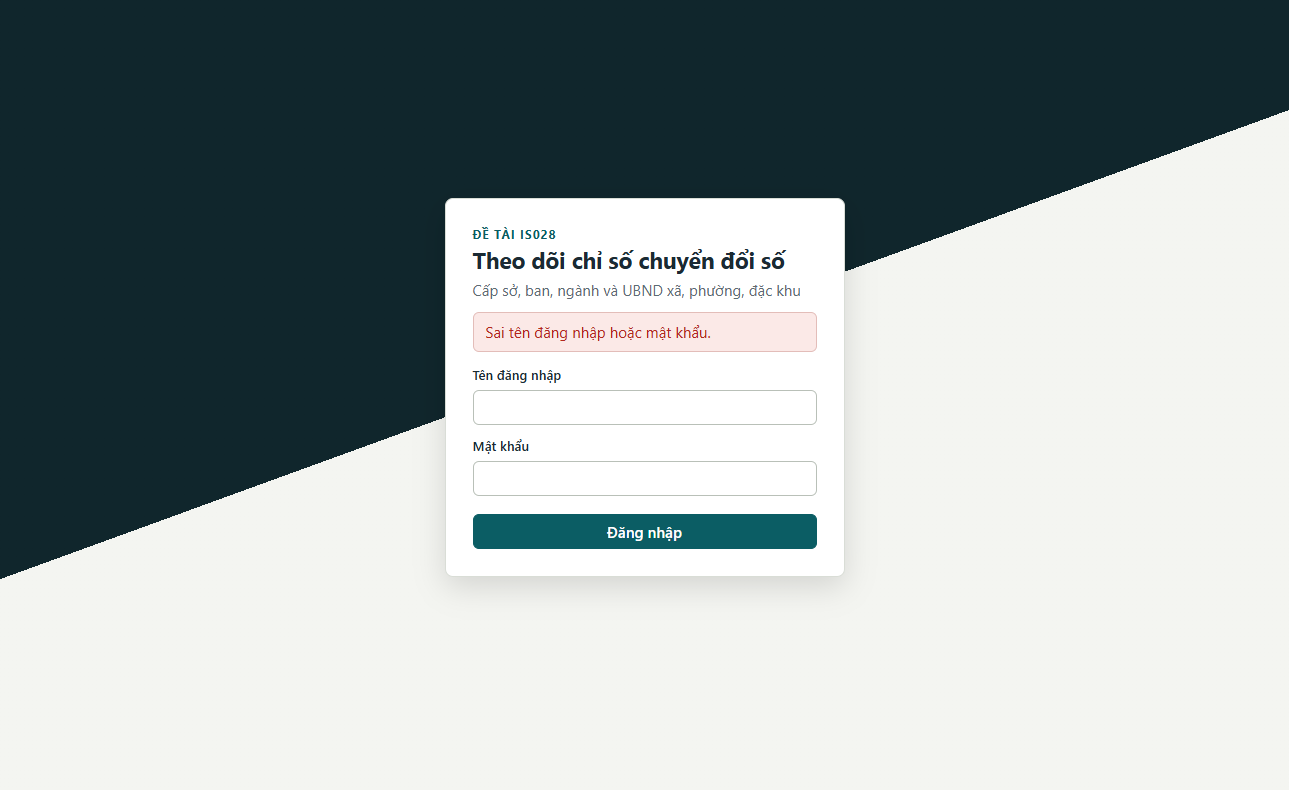 ĐỀ TÀI IS028
Theo dõi chỉ số chuyển đổi số
Cấp sở, ban, ngành và UBND xã, phường, đặc khu
Sai tên đăng nhập hoặc mật khẩu.
Tên đăng nhập
Mật khẩu
Đăng nhập